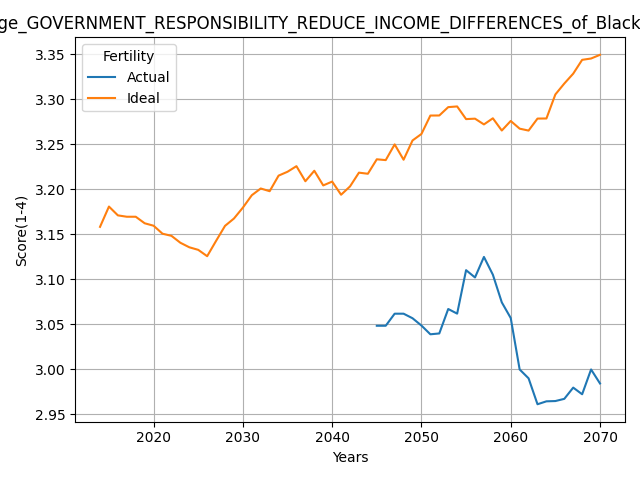 ge_GOVERNMENT_RESPONSIBILITY_REDUCE_INCOME_DIFFERENCES_of_Black
Fertility
Actual
Ideal
3.35
3.30
3.25
3.20
3.15
3.10
3.05
3.00
2.95
Score(1-4)
2020 2030 2040 2050 2060 2070
Years